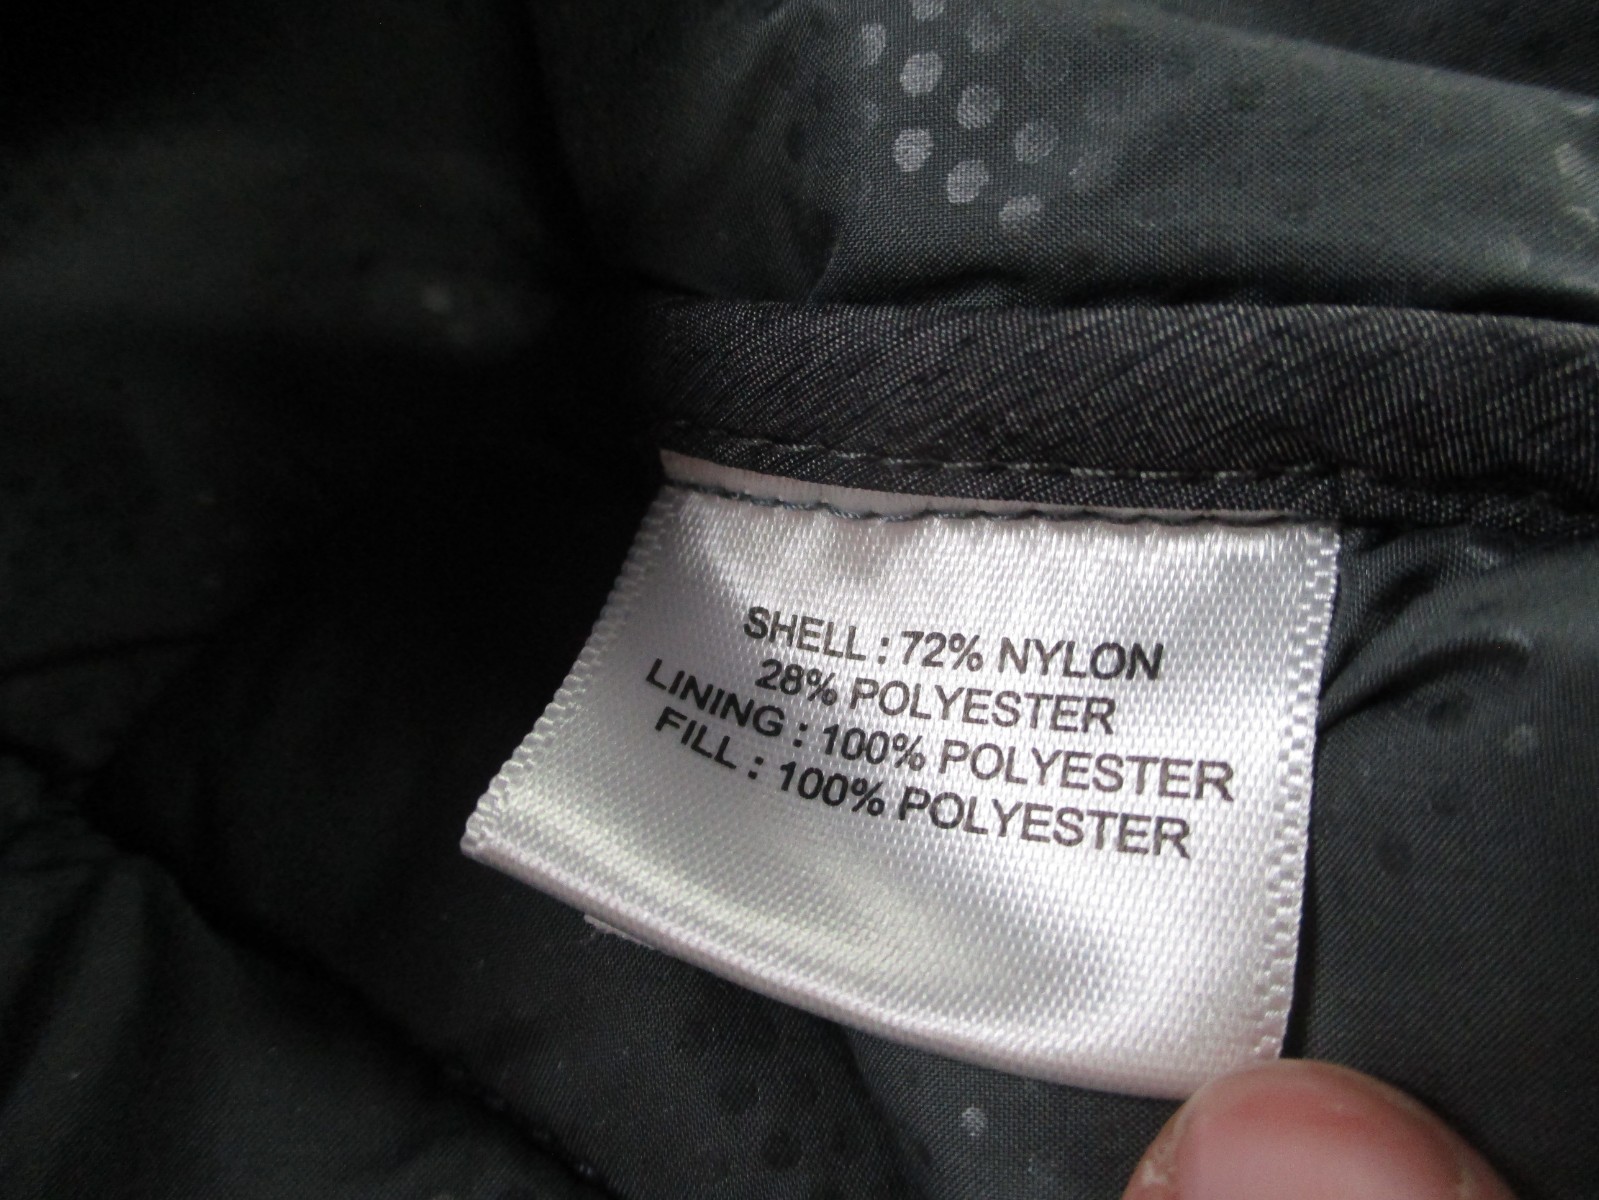 SHELL : 72% NYLON
28% POLYESTER
LINING : 100% POLYESTER
FILL : 100% POLYESTER